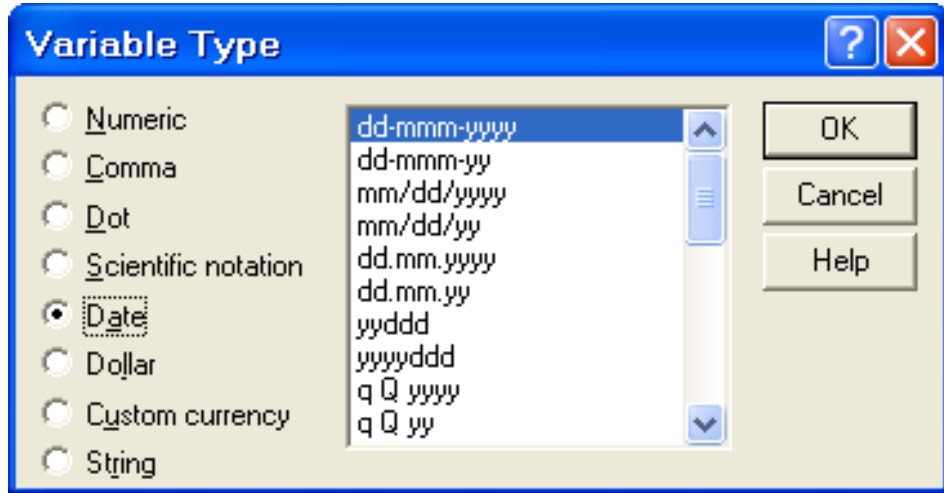 Variable Type
Numeric
Comma
Dot
Scientific notation
Date
Dollar
Custom currency
String
dd-mmm-yyyy
dd-mmm-yy
mm/dd/yyyy
mm/dd/yy
dd.mm.yyyy
dd.mm.yy
yyddd
yyyyddd
q Q yyyy
q Q yy
OK
Cancel
Help